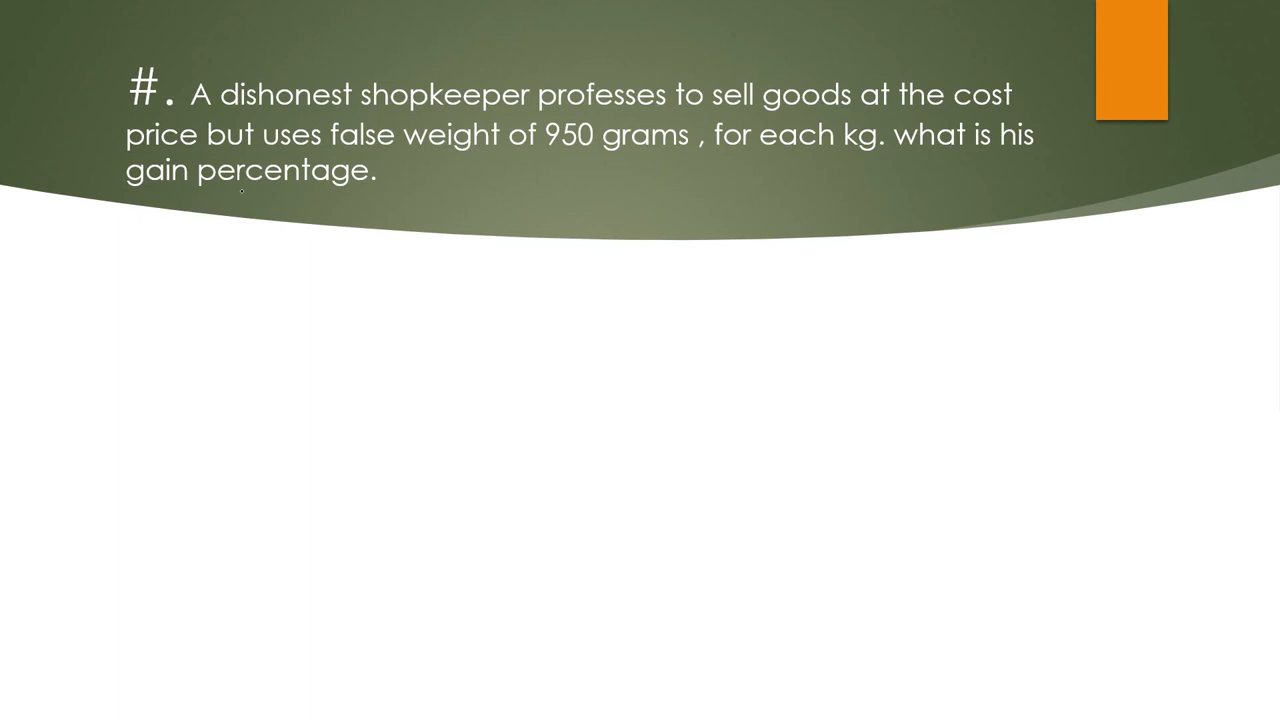 #. A dishonest shopkeeper professes to sell goods at the cost
price but uses false weight of 950 grams , for each kg. what is his
gain percentage.